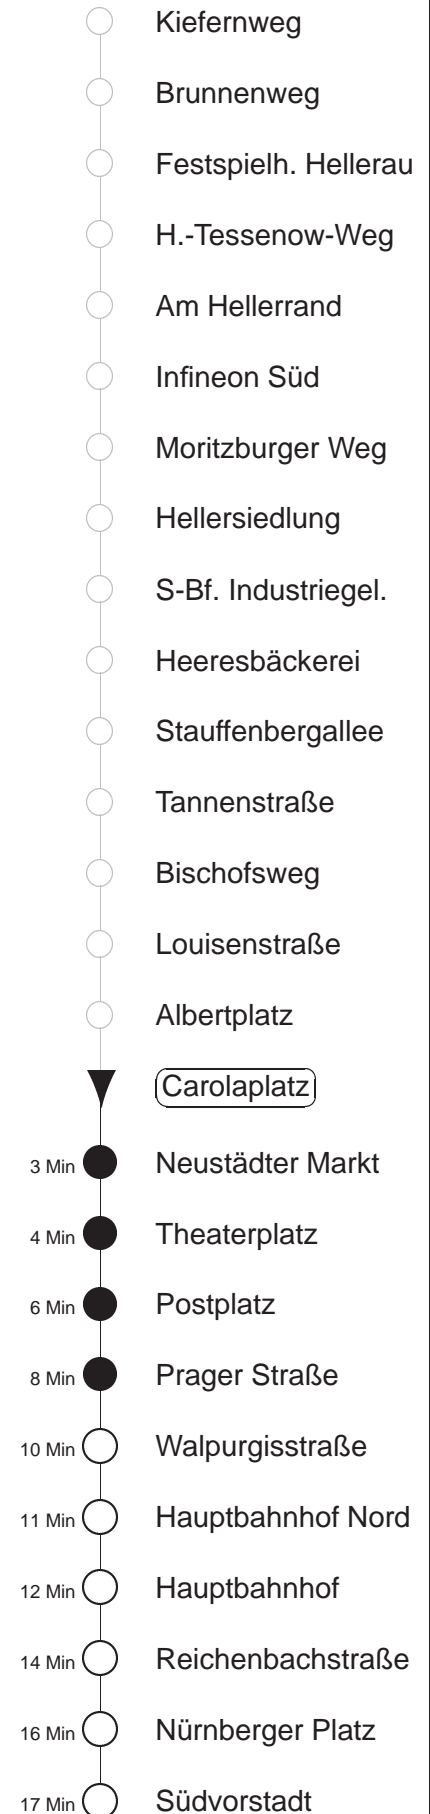 Kiefernweg
Brunnenweg
Festspielh. Hellerau
H.-Tessenow-Weg
Am Hellerrand
Infineon Süd
Moritzburger Weg
Hellersiedlung
S-Bf. Industriegel.
Heeresbäckerei
Stauffenbergallee
Tannenstraße
Bischofsweg
Louisenstraße
Albertplatz
Carolaplatz
3 Min Neustädter Markt
4 Min Theaterplatz
6 Min Postplatz
8 Min Prager Straße
10 Min Walpurgisstraße
11 Min Hauptbahnhof Nord
12 Min Hauptbahnhof
14 Min Reichenbachstraße
16 Min Nürnberger Platz
17 Min Südvorstadt